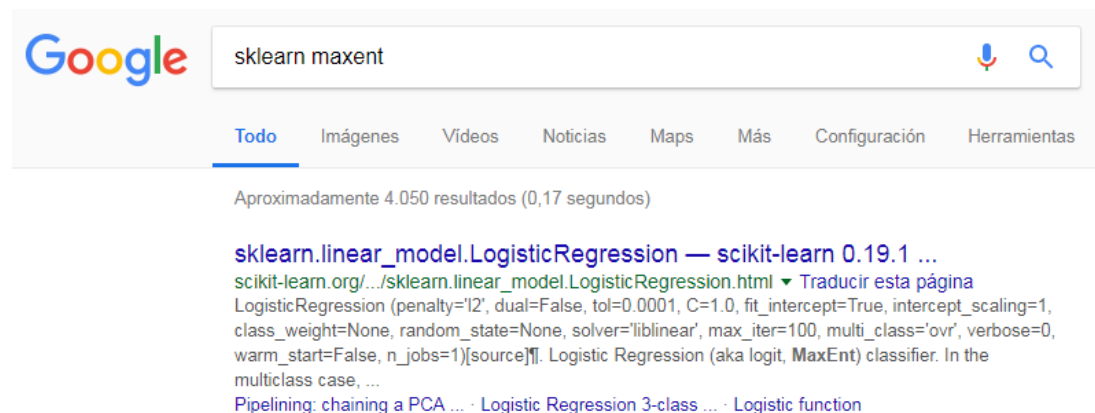 Google
sklearn maxent
Todo Imágenes Vídeos Noticias Maps Más Configuración Herramientas
Aproximadamente 4.050 resultados (0,17 segundos)
sklearn.linear_model.LogisticRegression — scikit-learn 0.19.1 ...
scikit-learn.org/.../sklearn.linear_model.LogisticRegression.html ▾ Traducir esta página
LogisticRegression (penalty='l2', dual=False, tol=0.0001, C=1.0, fit_intercept=True, intercept_scaling=1,
class_weight=None, random_state=None, solver='liblinear', max_iter=100, multi_class='ovr', verbose=0,
warm_start=False, n_jobs=1)[source]¶. Logistic Regression (aka logit, MaxEnt) classifier. In the
multiclass case, ...
Pipelining: chaining a PCA ... · Logistic Regression 3-class ... · Logistic function